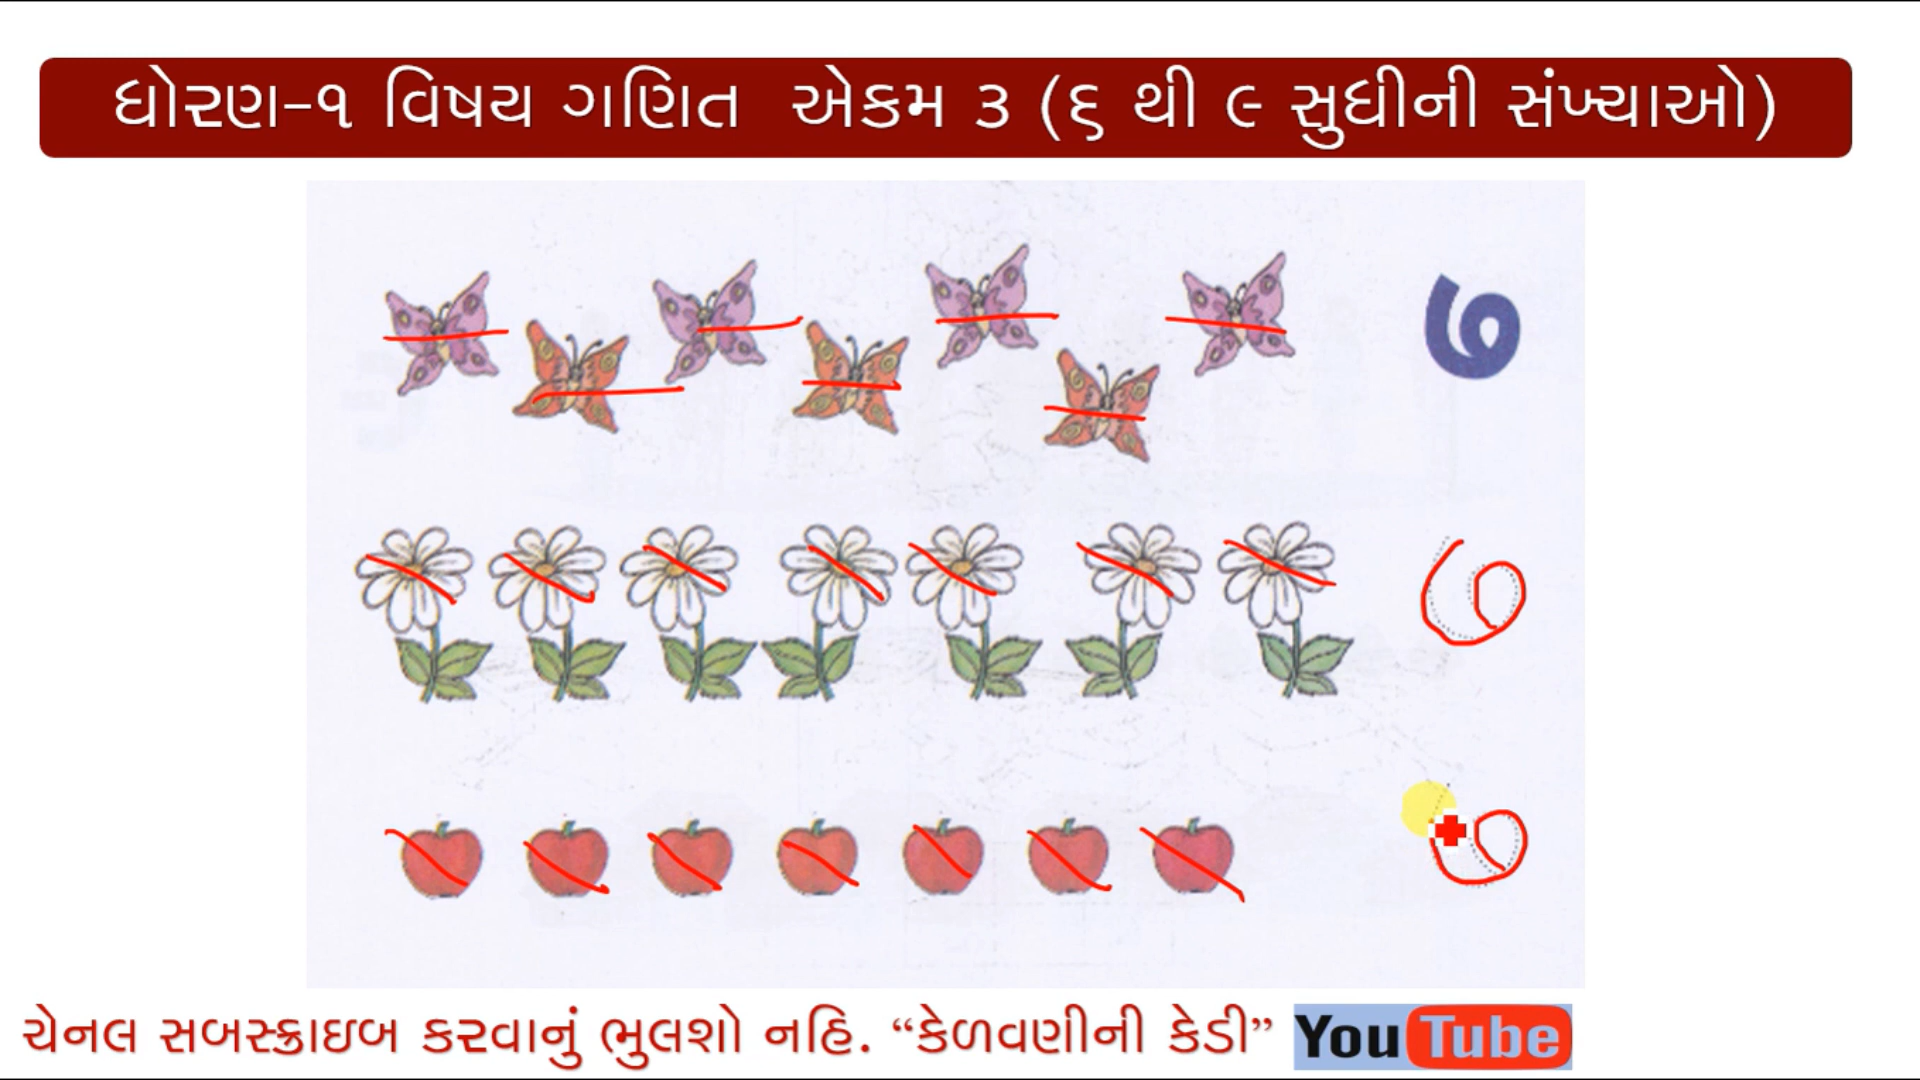 ધોરણ-૧ વિષય ગણિત એકમ ૩ (૬ થી ૯ સુધીની સંખ્યાઓ)
૭
૭
૭
ચેનલ સબસ્ક્રાઇબ કરવાનું ભુલશો નહિ. “કેળવણીની કેડી” YouTube